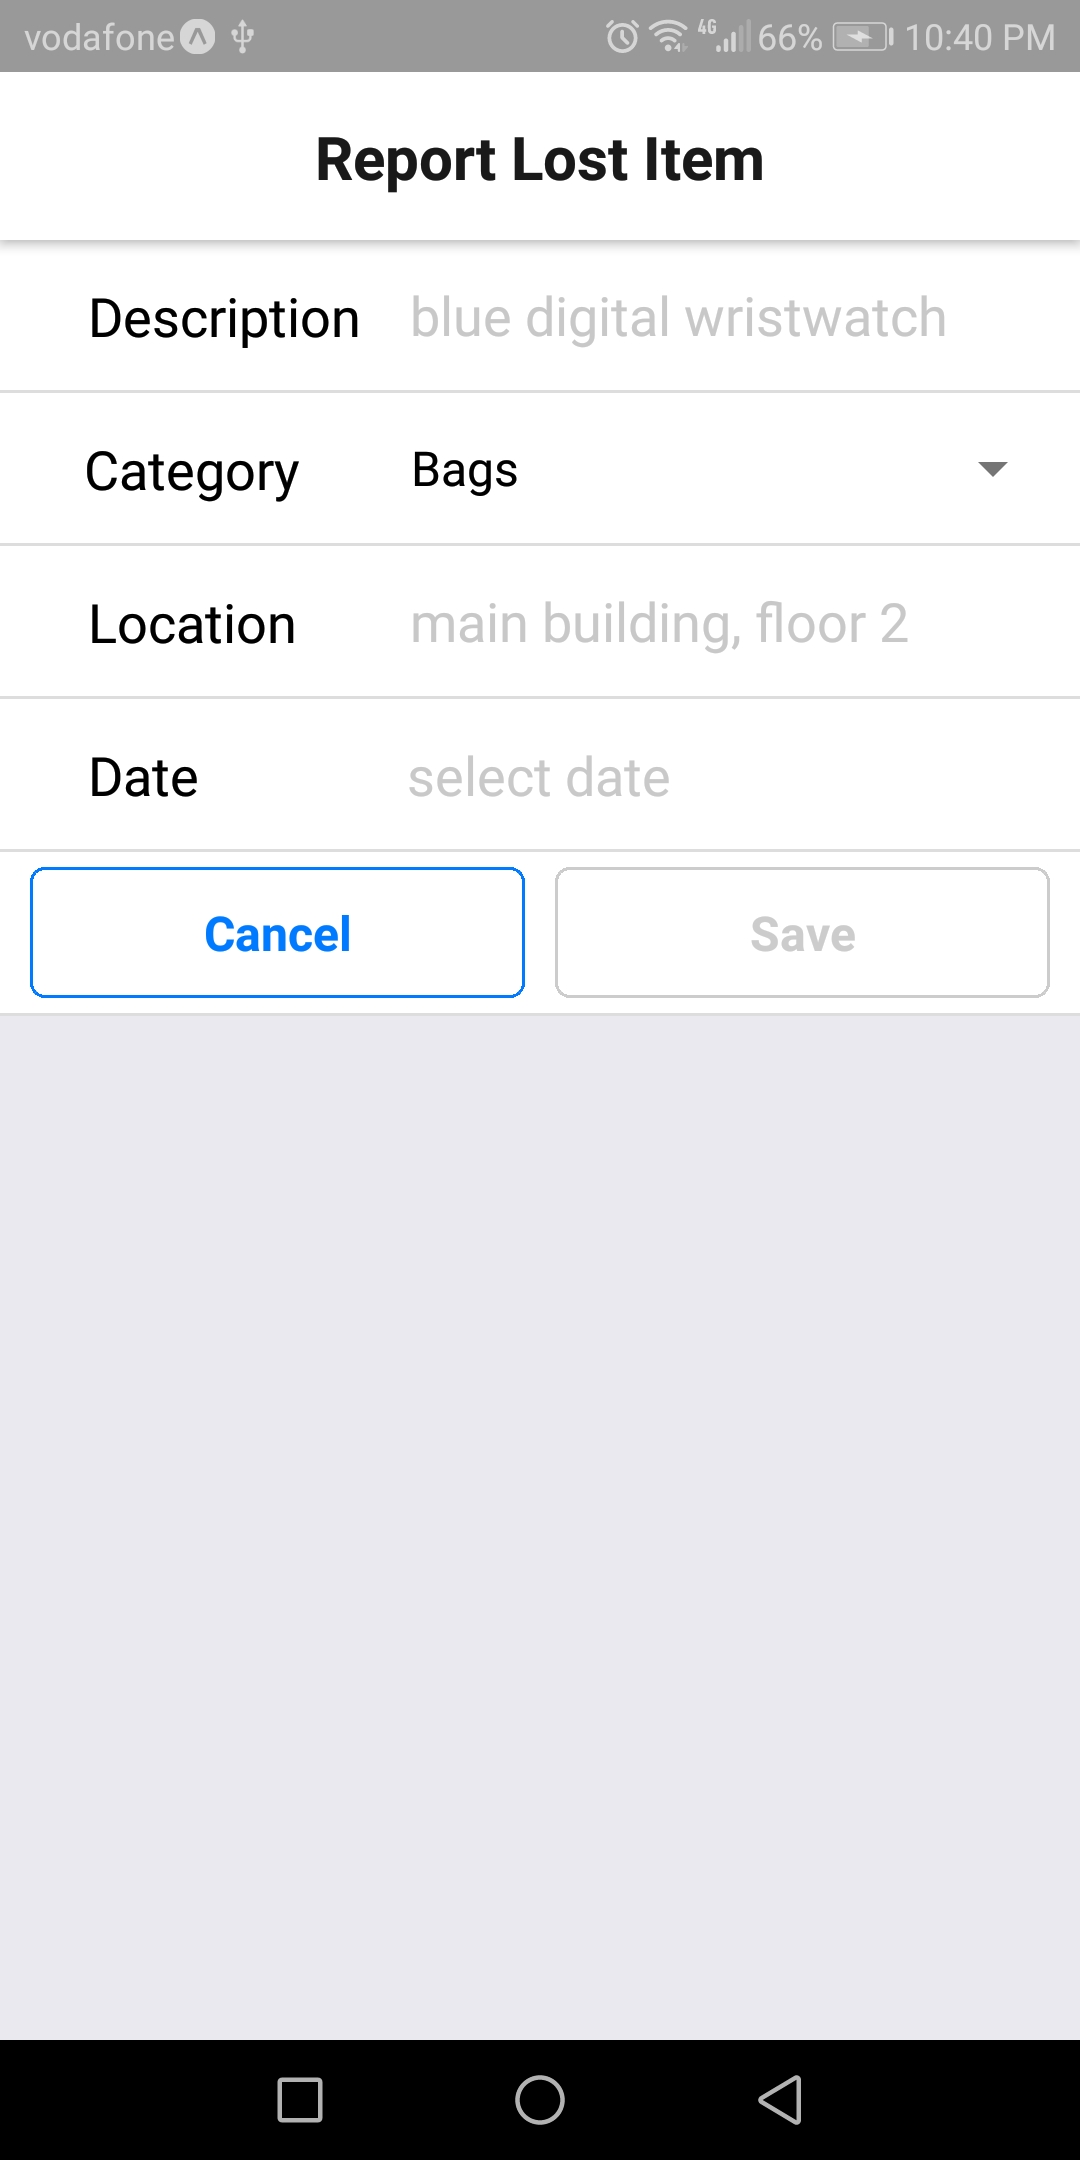 vodafone 4G 66% 10:40 PM
Report Lost Item
Description blue digital wristwatch
Category Bags
Location main building, floor 2
Date select date
Cancel Save